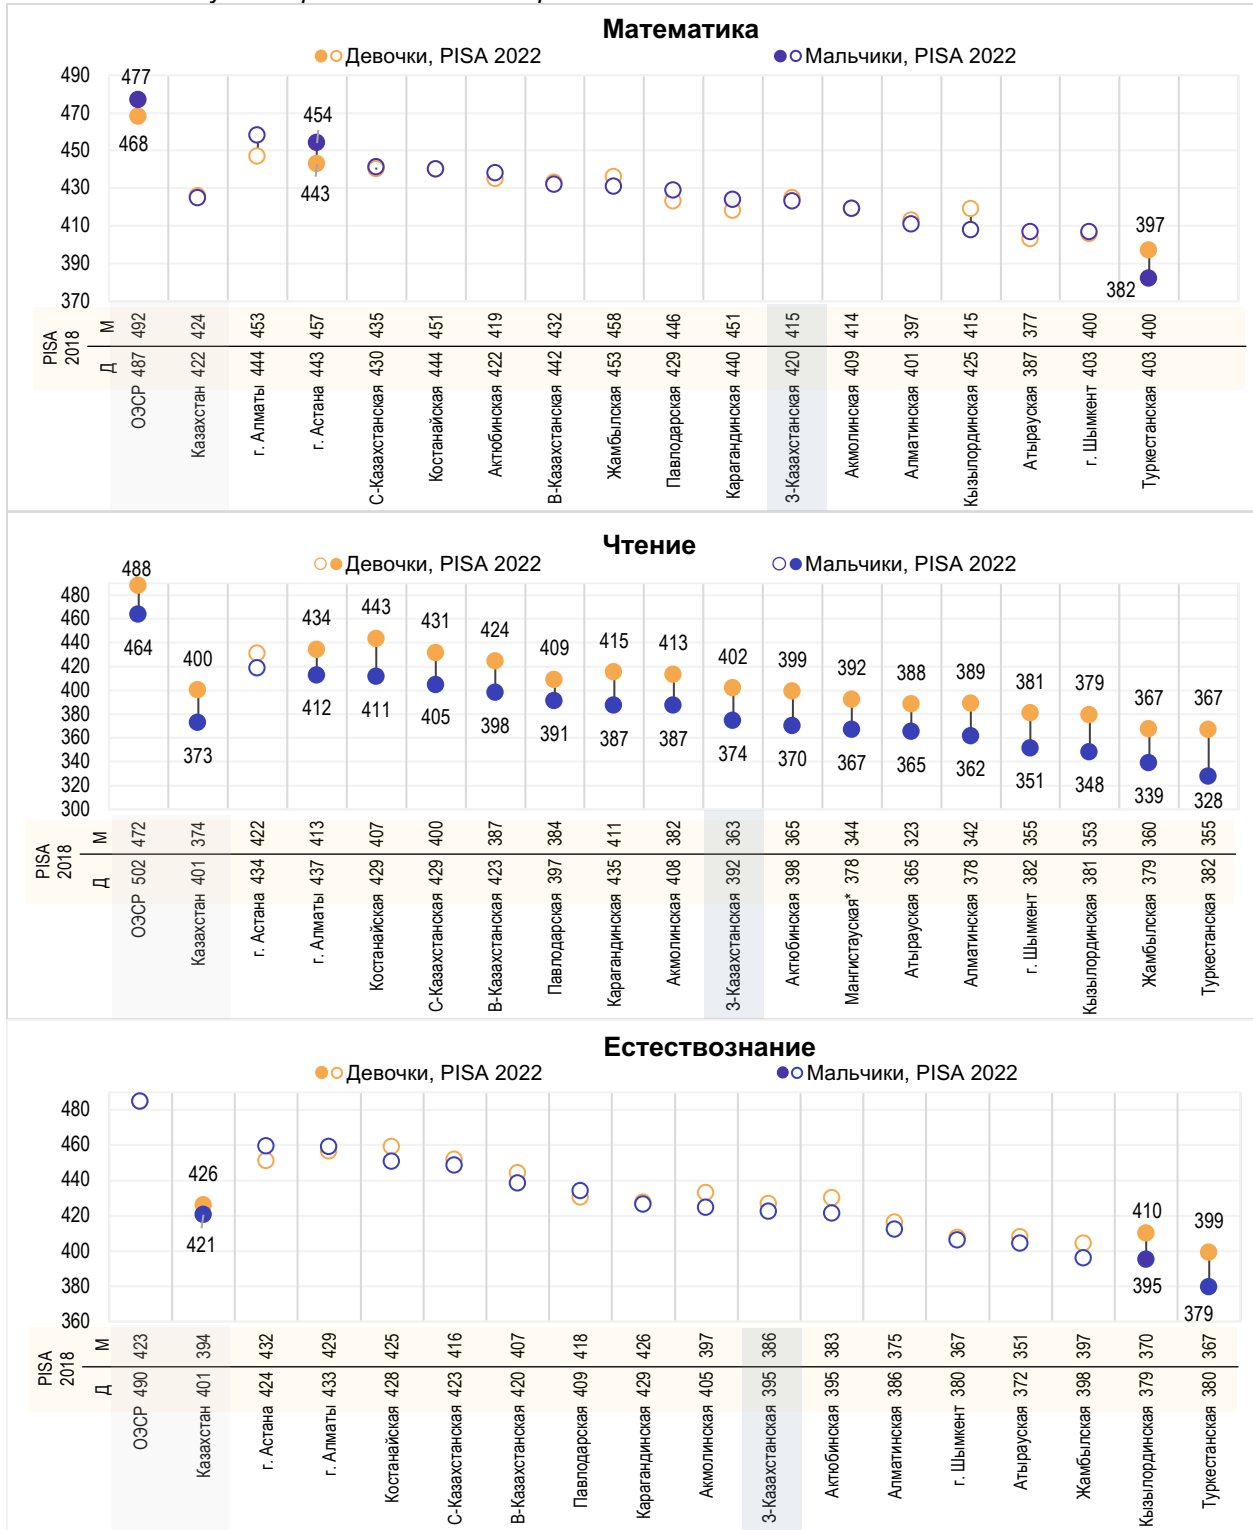 Математика
Девочки, PISA 2022
Мальчики, PISA 2022
490
470
450
430
410
390
370
477
468
454
443
397
382
PISA 2018
М 492 424 453 457 435 451 419 432 458 446 451 415 414 397 415 377 400 400
Д 487 422 444 443 430 444 422 442 453 429 440 420 409 401 425 387 403 403
ОЭСР
Казахстан
г. Алматы
г. Астана
С-Казахстанская
Костанайская
Актюбинская
В-Казахстанская
Жамбылская
Павлодарская
Карагандинская
З-Казахстанская
Акмолинская
Алматинская
Кызылординская
Атырауская
г. Шымкент
Туркестанская
Чтение
Девочки, PISA 2022
Мальчики, PISA 2022
480
460
440
420
400
380
360
340
320
300
488 400 434 443 431 424 409 415 413 402 399 392 388 389 381 379 367 367
464 373 412 411 405 398 391 387 387 374 370 367 365 362 351 348 339 328
PISA 2018
М 472 374 422 413 407 400 387 384 411 382 363 365 344 323 342 355 353 360 355
Д 502 401 434 437 429 429 423 397 435 408 392 398 378 365 378 382 381 379 382
ОЭСР
Казахстан
г. Астана
г. Алматы
Костанайская
С-Казахстанская
В-Казахстанская
Павлодарская
Карагандинская
Акмолинская
З-Казахстанская
Актюбинская
Мангистауская*
Атырауская
Алматинская
г. Шымкент
Кызылординская
Жамбылская
Туркестанская
Естествознание
Девочки, PISA 2022
Мальчики, PISA 2022
480
460
440
420
400
380
360
426
421
410
395
399
379
PISA 2018
М 423 394 432 429 425 416 407 418 426 397 386 383 375 367 351 397 370 367
Д 490 401 424 433 428 423 420 409 429 405 395 395 386 380 372 398 379 380
ОЭСР
Казахстан
г. Астана
г. Алматы
Костанайская
С-Казахстанская
В-Казахстанская
Павлодарская
Карагандинская
Акмолинская
З-Казахстанская
Актюбинская
Алматинская
г. Шымкент
Атырауская
Жамбылская
Кызылординская
Туркестанская